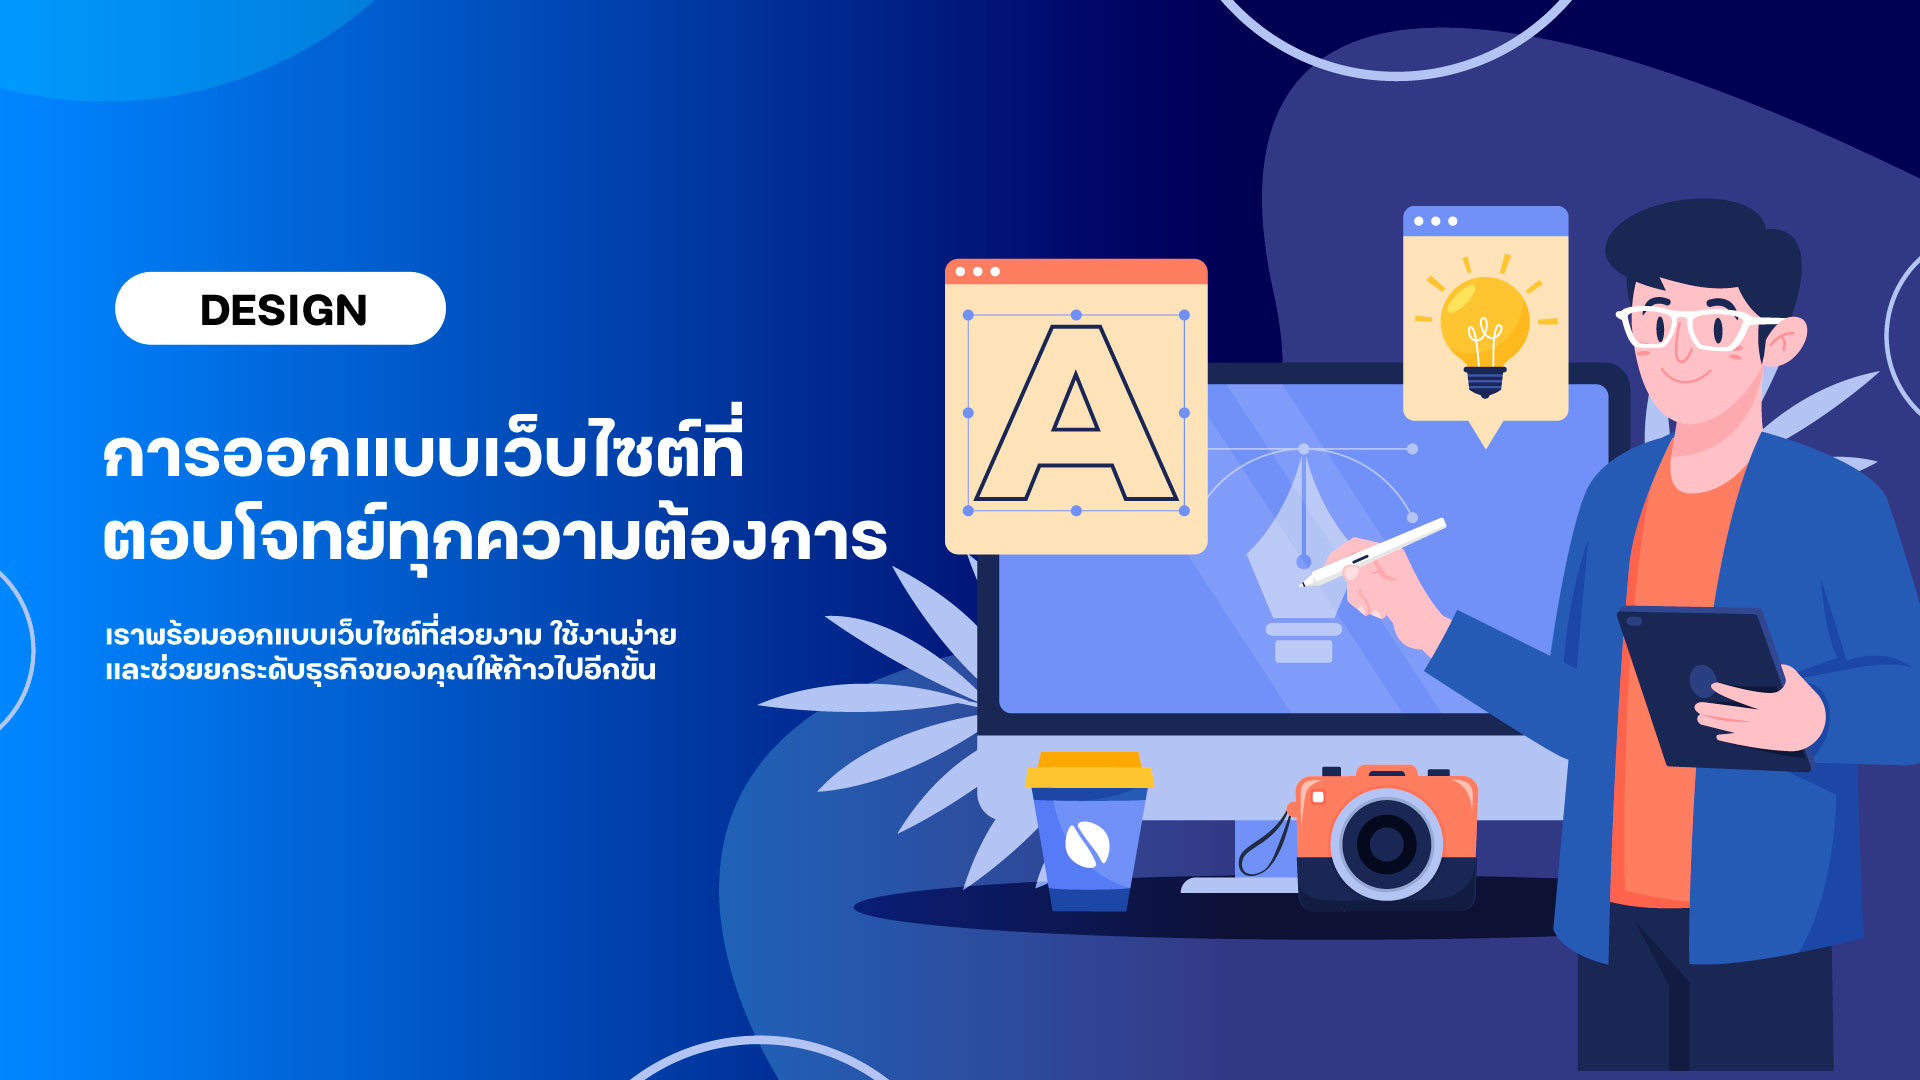 DESIGN
การออกแบบเว็บไซต์ที่
ตอบโจทย์ทุกความต้องการ
เราพร้อมออกแบบเว็บไซต์ที่สวยงาม ใช้งานง่าย
และช่วยยกระดับธุรกิจของคุณให้ก้าวไปอีกขั้น
A